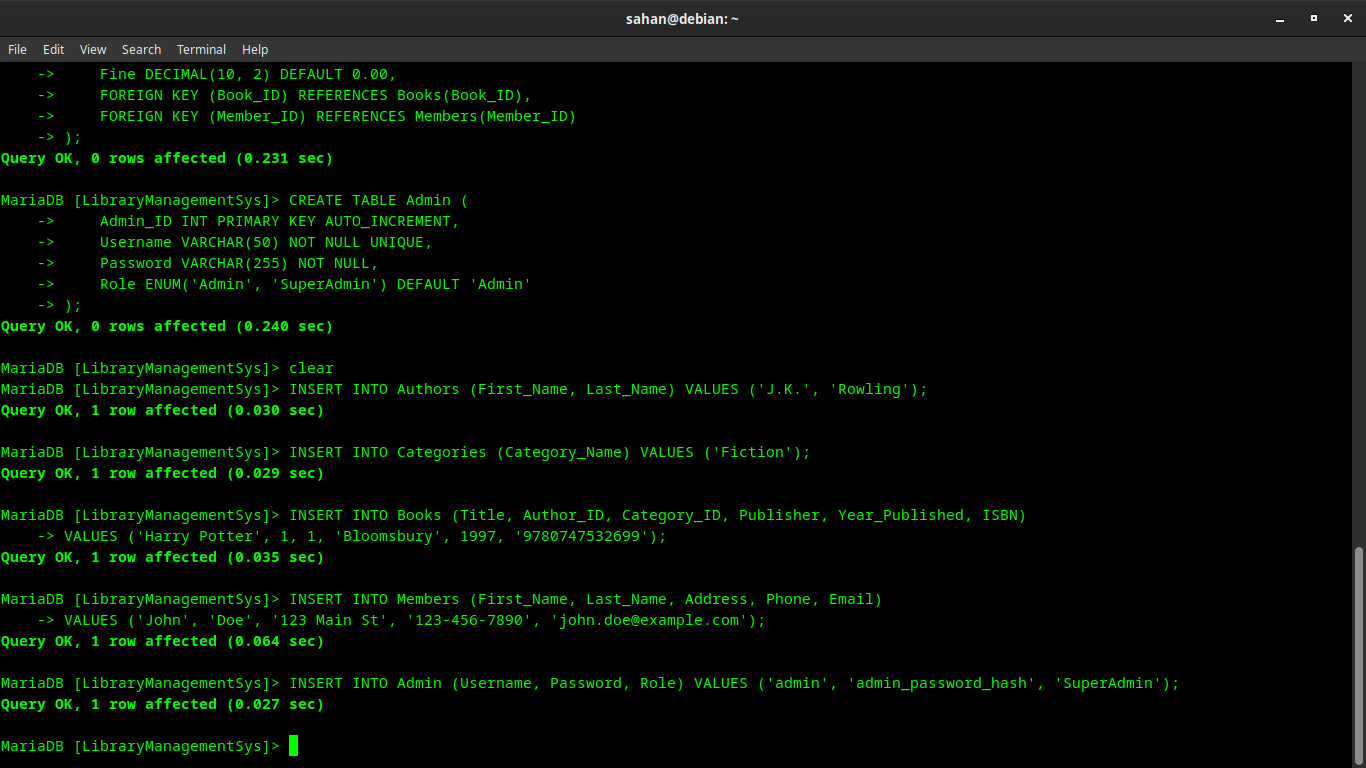 sahan@debian: ~
File Edit View Search Terminal Help
    ->     Fine DECIMAL(10, 2) DEFAULT 0.00,
    ->     FOREIGN KEY (Book_ID) REFERENCES Books(Book_ID),
    ->     FOREIGN KEY (Member_ID) REFERENCES Members(Member_ID)
    -> );
Query OK, 0 rows affected (0.231 sec)

MariaDB [LibraryManagementSys]> CREATE TABLE Admin (
    ->     Admin_ID INT PRIMARY KEY AUTO_INCREMENT,
    ->     Username VARCHAR(50) NOT NULL UNIQUE,
    ->     Password VARCHAR(255) NOT NULL,
    ->     Role ENUM('Admin', 'SuperAdmin') DEFAULT 'Admin'
    -> );
Query OK, 0 rows affected (0.240 sec)

MariaDB [LibraryManagementSys]> clear
MariaDB [LibraryManagementSys]> INSERT INTO Authors (First_Name, Last_Name) VALUES ('J.K.', 'Rowling');
Query OK, 1 row affected (0.030 sec)

MariaDB [LibraryManagementSys]> INSERT INTO Categories (Category_Name) VALUES ('Fiction');
Query OK, 1 row affected (0.029 sec)

MariaDB [LibraryManagementSys]> INSERT INTO Books (Title, Author_ID, Category_ID, Publisher, Year_Published, ISBN)
    -> VALUES ('Harry Potter', 1, 1, 'Bloomsbury', 1997, '9780747532699');
Query OK, 1 row affected (0.035 sec)

MariaDB [LibraryManagementSys]> INSERT INTO Members (First_Name, Last_Name, Address, Phone, Email)
    -> VALUES ('John', 'Doe', '123 Main St', '123-456-7890', 'john.doe@example.com');
Query OK, 1 row affected (0.064 sec)

MariaDB [LibraryManagementSys]> INSERT INTO Admin (Username, Password, Role) VALUES ('admin', 'admin_password_hash', 'SuperAdmin');
Query OK, 1 row affected (0.027 sec)

MariaDB [LibraryManagementSys]>